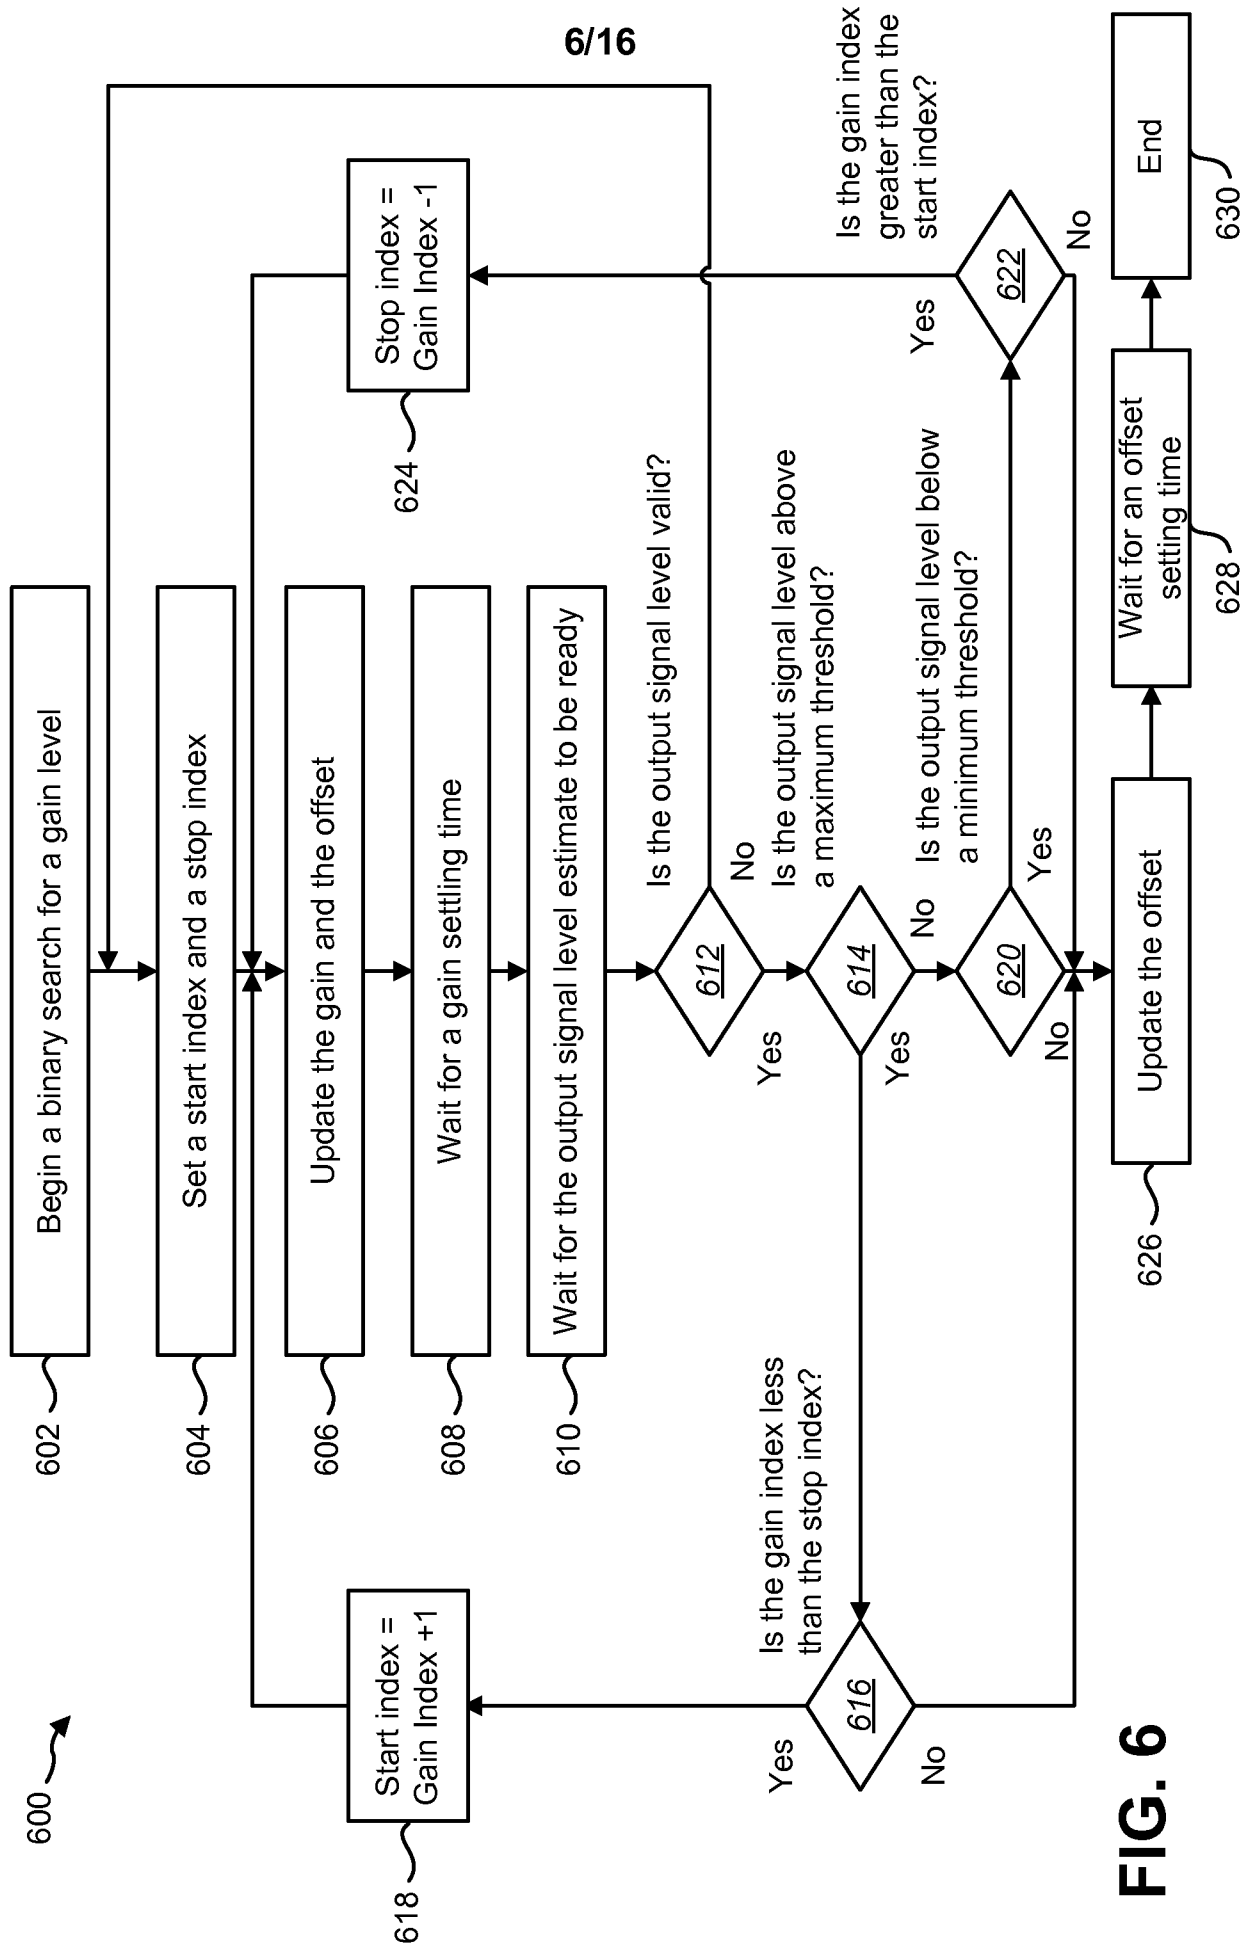 6/16
600
602
Begin a binary search for a gain level
604
Set a start index and a stop index
606
Update the gain and the offset
618
Start index =
Gain Index +1
608
Wait for a gain settling time
624
Stop index =
Gain Index -1
610
Wait for the output signal level estimate to be ready
Is the output signal level valid?
612
No
Yes
Is the output signal level above
a maximum threshold?
614
Yes
No
Is the gain index less
than the stop index?
616
Yes
No
Is the output signal level below
a minimum threshold?
620
Yes
No
Is the gain index
greater than the
start index?
622
Yes
No
626
Update the offset
628
Wait for an offset
setting time
630
End
FIG. 6